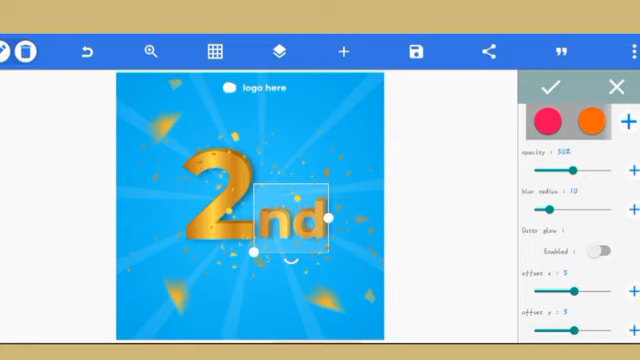 logo here
2nd
opacity : 50%
blur radius : 10
Outer glow :
Enabled :
offset x : 5
offset y : 5